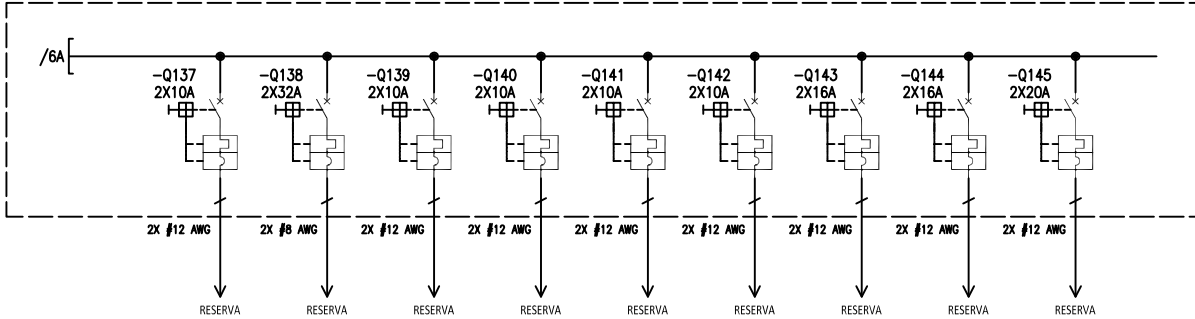 /6A
-Q137
2X10A
-Q138
2X32A
-Q139
2X10A
-Q140
2X10A
-Q141
2X10A
-Q142
2X10A
-Q143
2X16A
-Q144
2X16A
-Q145
2X20A
2X #12 AWG
2X #8 AWG
2X #12 AWG
2X #12 AWG
2X #12 AWG
2X #12 AWG
2X #12 AWG
2X #12 AWG
2X #12 AWG
RESERVA
RESERVA
RESERVA
RESERVA
RESERVA
RESERVA
RESERVA
RESERVA
RESERVA